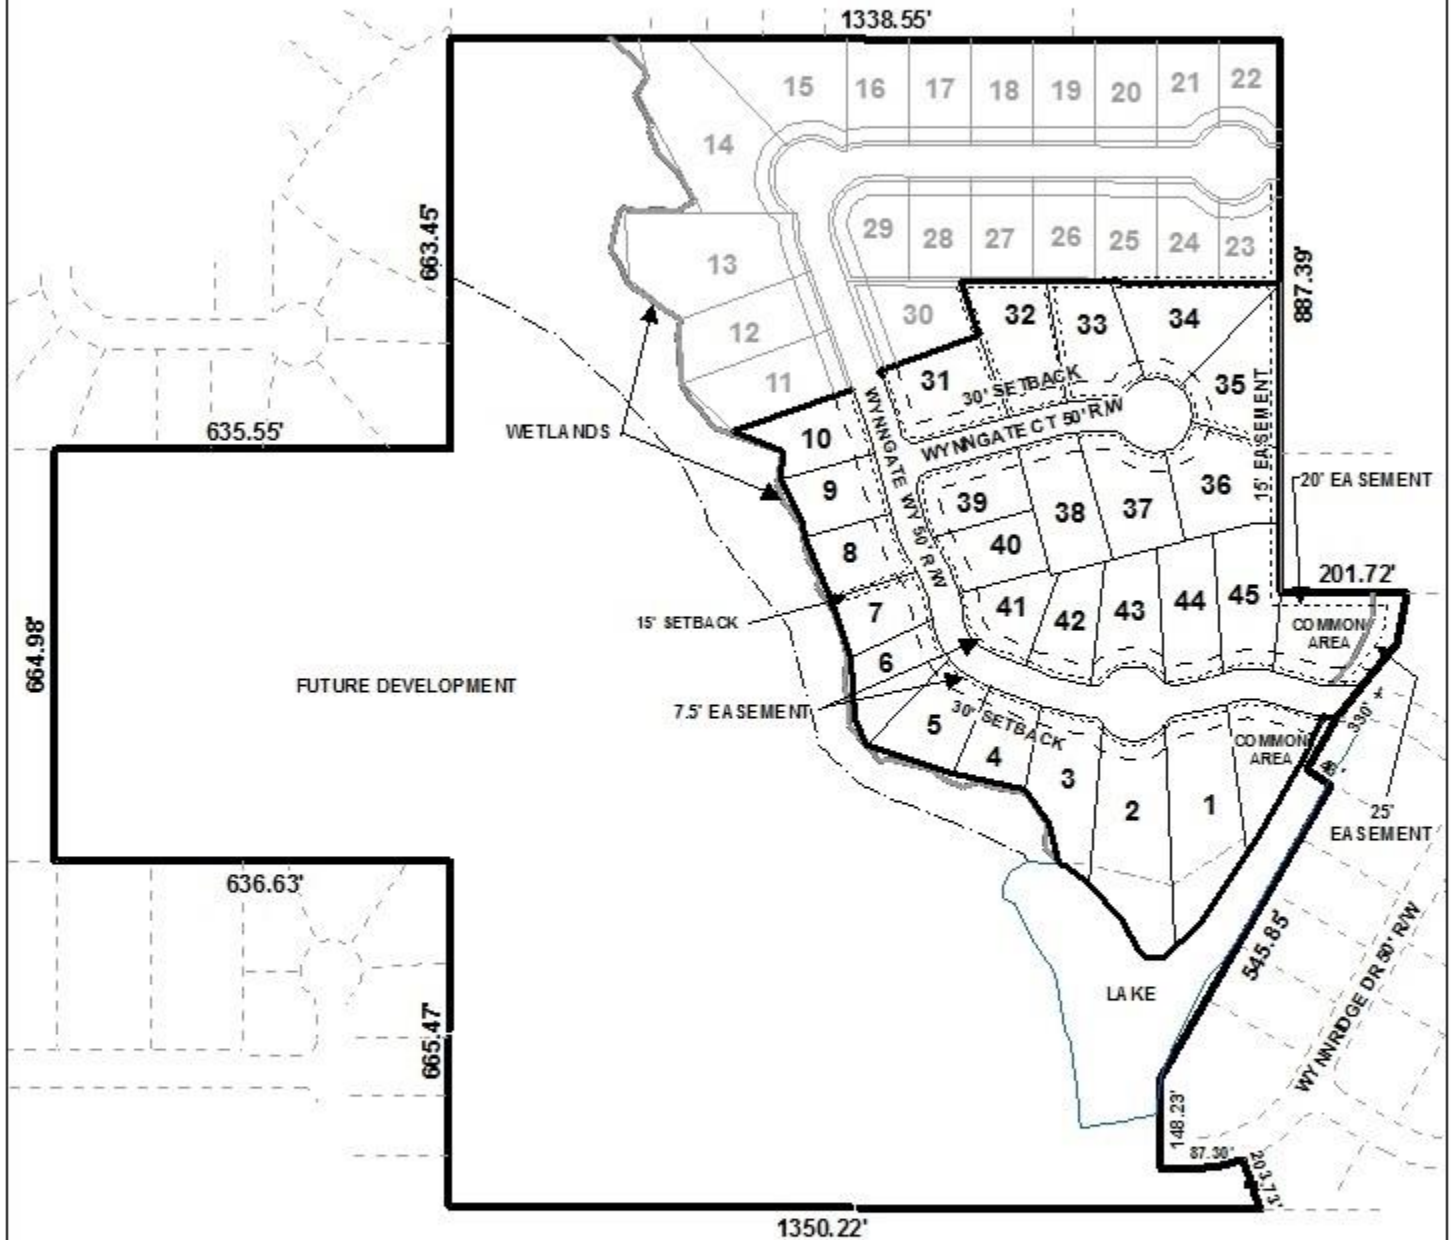 1338.55'
15 16 17 18 19 20 21 22
14
663.45'
29 28 27 26 25 24 23
13
887.39'
12
30
32 33 34
11
31
30' SETBACK
35
15' EASEMENT
WYNNGATE CT 50' R/W
WYNNGATE WY 50' R/W
635.55'
WETLANDS
10
9
39 38 37 36
20' EASEMENT
8
40
201.72'
7
41 42 43 44 45
15' SETBACK
COMMON
AREA
664.98'
FUTURE DEVELOPMENT
6
7.5' EASEMENT
5
30' SETBACK
4
3
2
1
COMMON
AREA
330'
25'
EASEMENT
636.63'
545.85'
WYNNRIDGE DR 50' R/W
LAKE
665.47'
148.23'
87.30'
203.73'
1350.22'